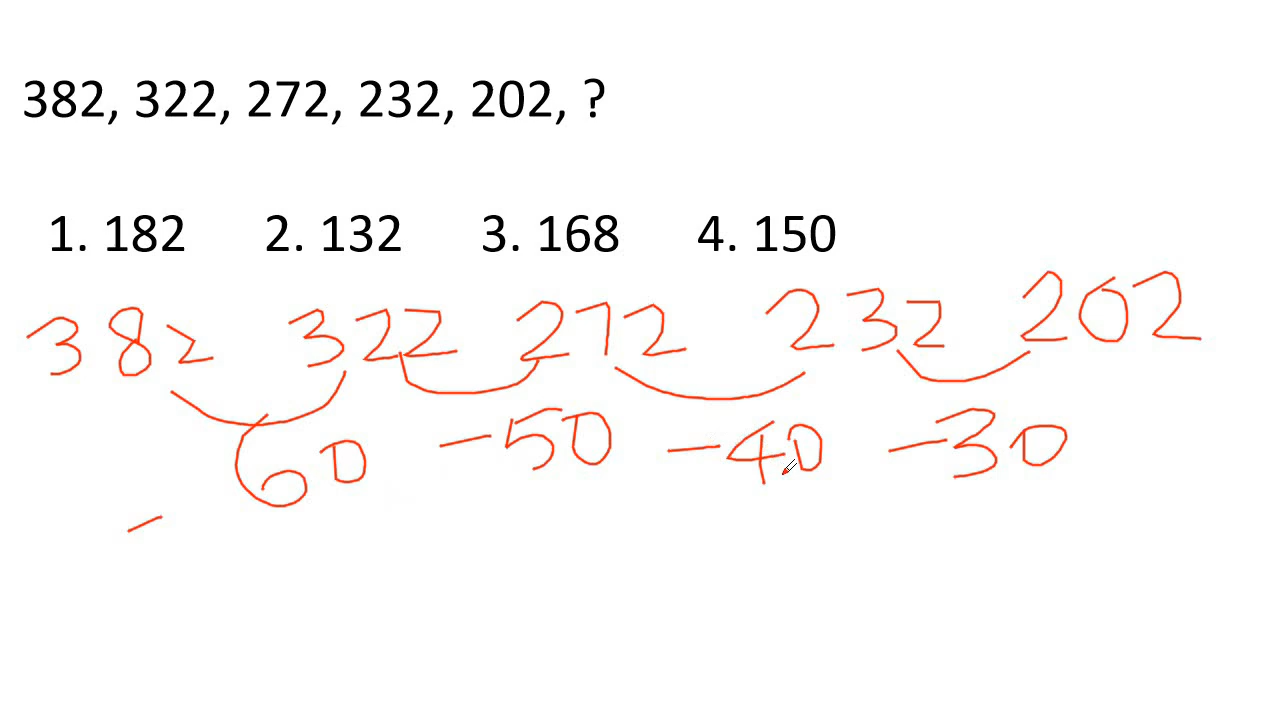 382, 322, 272, 232, 202, ?
1. 182 2. 132 3. 168 4. 150
382 322 272 232 202
60 -50 -40 -30
-